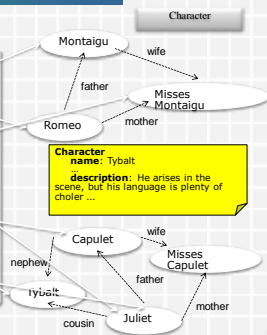 Character
Montaigu
wife
father
Misses
Montaigu
Romeo
mother
Character
name: Tybalt
...
description: He arises in the
scene, but his language is plenty of
choler ...
Capulet
wife
Misses
Capulet
nephew
father
Tybalt
mother
cousin
Juliet